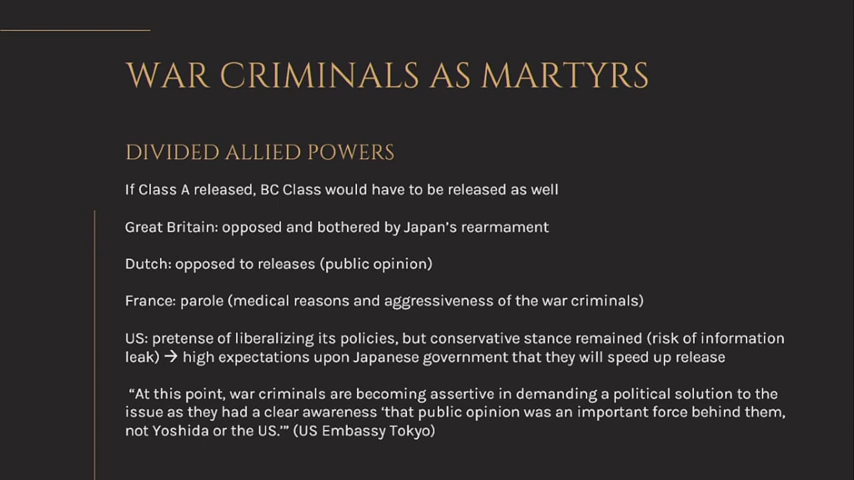 WAR CRIMINALS AS MARTYRS
DIVIDED ALLIED POWERS
If Class A released, BC Class would have to be released as well
Great Britain: opposed and bothered by Japan’s rearmament
Dutch: opposed to releases (public opinion)
France: parole (medical reasons and aggressiveness of the war criminals)
US: pretense of liberalizing its policies, but conservative stance remained (risk of information
leak) → high expectations upon Japanese government that they will speed up release
“At this point, war criminals are becoming assertive in demanding a political solution to the
issue as they had a clear awareness ‘that public opinion was an important force behind them,
not Yoshida or the US.’” (US Embassy Tokyo)